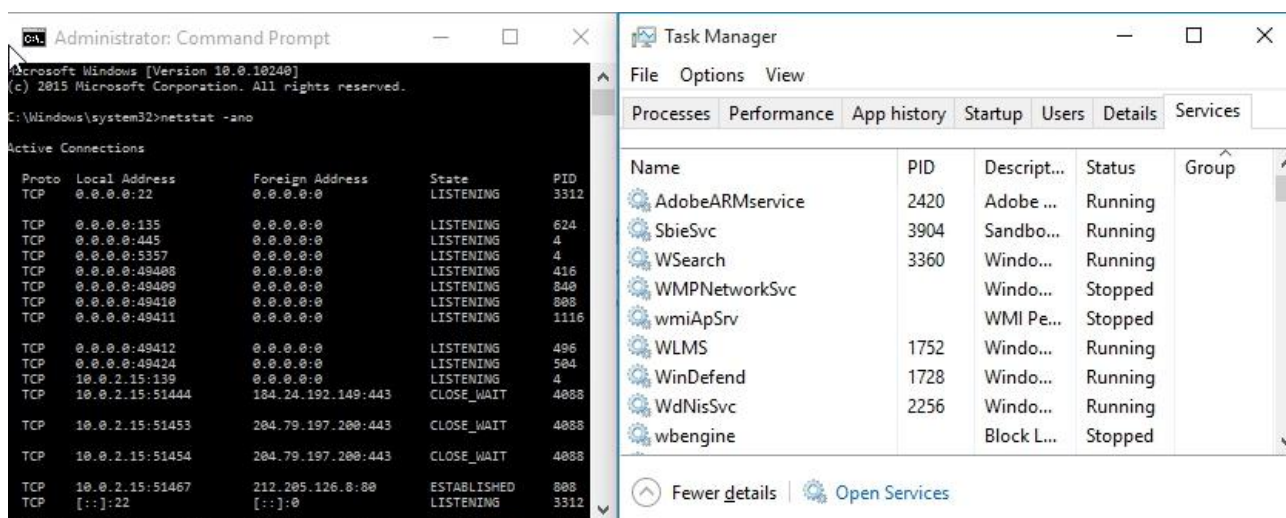 Administrator: Command Prompt
Microsoft Windows [Version 10.0.10240]
(c) 2015 Microsoft Corporation. All rights reserved.
C:\Windows\system32>netstat -ano
Active Connections
Proto Local Address Foreign Address State PID
TCP 0.0.0.0:22 0.0.0.0:0 LISTENING 3312
TCP 0.0.0.0:135 0.0.0.0:0 LISTENING 624
TCP 0.0.0.0:445 0.0.0.0:0 LISTENING 4
TCP 0.0.0.0:5357 0.0.0.0:0 LISTENING 4
TCP 0.0.0.0:49408 0.0.0.0:0 LISTENING 416
TCP 0.0.0.0:49409 0.0.0.0:0 LISTENING 840
TCP 0.0.0.0:49410 0.0.0.0:0 LISTENING 808
TCP 0.0.0.0:49411 0.0.0.0:0 LISTENING 1116
TCP 0.0.0.0:49412 0.0.0.0:0 LISTENING 496
TCP 0.0.0.0:49424 0.0.0.0:0 LISTENING 504
TCP 10.0.2.15:139 0.0.0.0:0 LISTENING 4
TCP 10.0.2.15:51444 184.24.192.149:443 CLOSE_WAIT 4088
TCP 10.0.2.15:51453 204.79.197.200:443 CLOSE_WAIT 4088
TCP 10.0.2.15:51454 204.79.197.200:443 CLOSE_WAIT 4088
TCP 10.0.2.15:51467 212.205.126.8:80 ESTABLISHED 808
TCP [::]:22 [::]:0 LISTENING 3312
Task Manager
File Options View
Processes Performance App history Startup Users Details Services
Name PID Descript... Status Group
AdobeARMservice 2420 Adobe ... Running
SbieSvc 3904 Sandbo... Running
WSearch 3360 Windo... Running
WMPNetworkSvc Windo... Stopped
wmiApSrv WMI Pe... Stopped
WLMS 1752 Windo... Running
WinDefend 1728 Windo... Running
WdNisSvc 2256 Windo... Running
wbengine Block L... Stopped
Fewer details Open Services